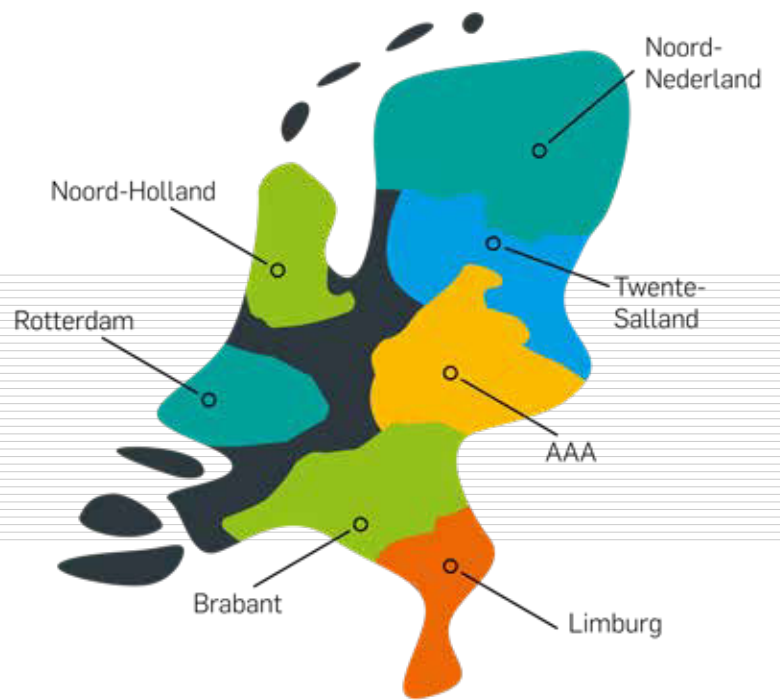 Noord-
Nederland
Noord-Holland
Twente-
Salland
Rotterdam
AAA
Brabant
Limburg